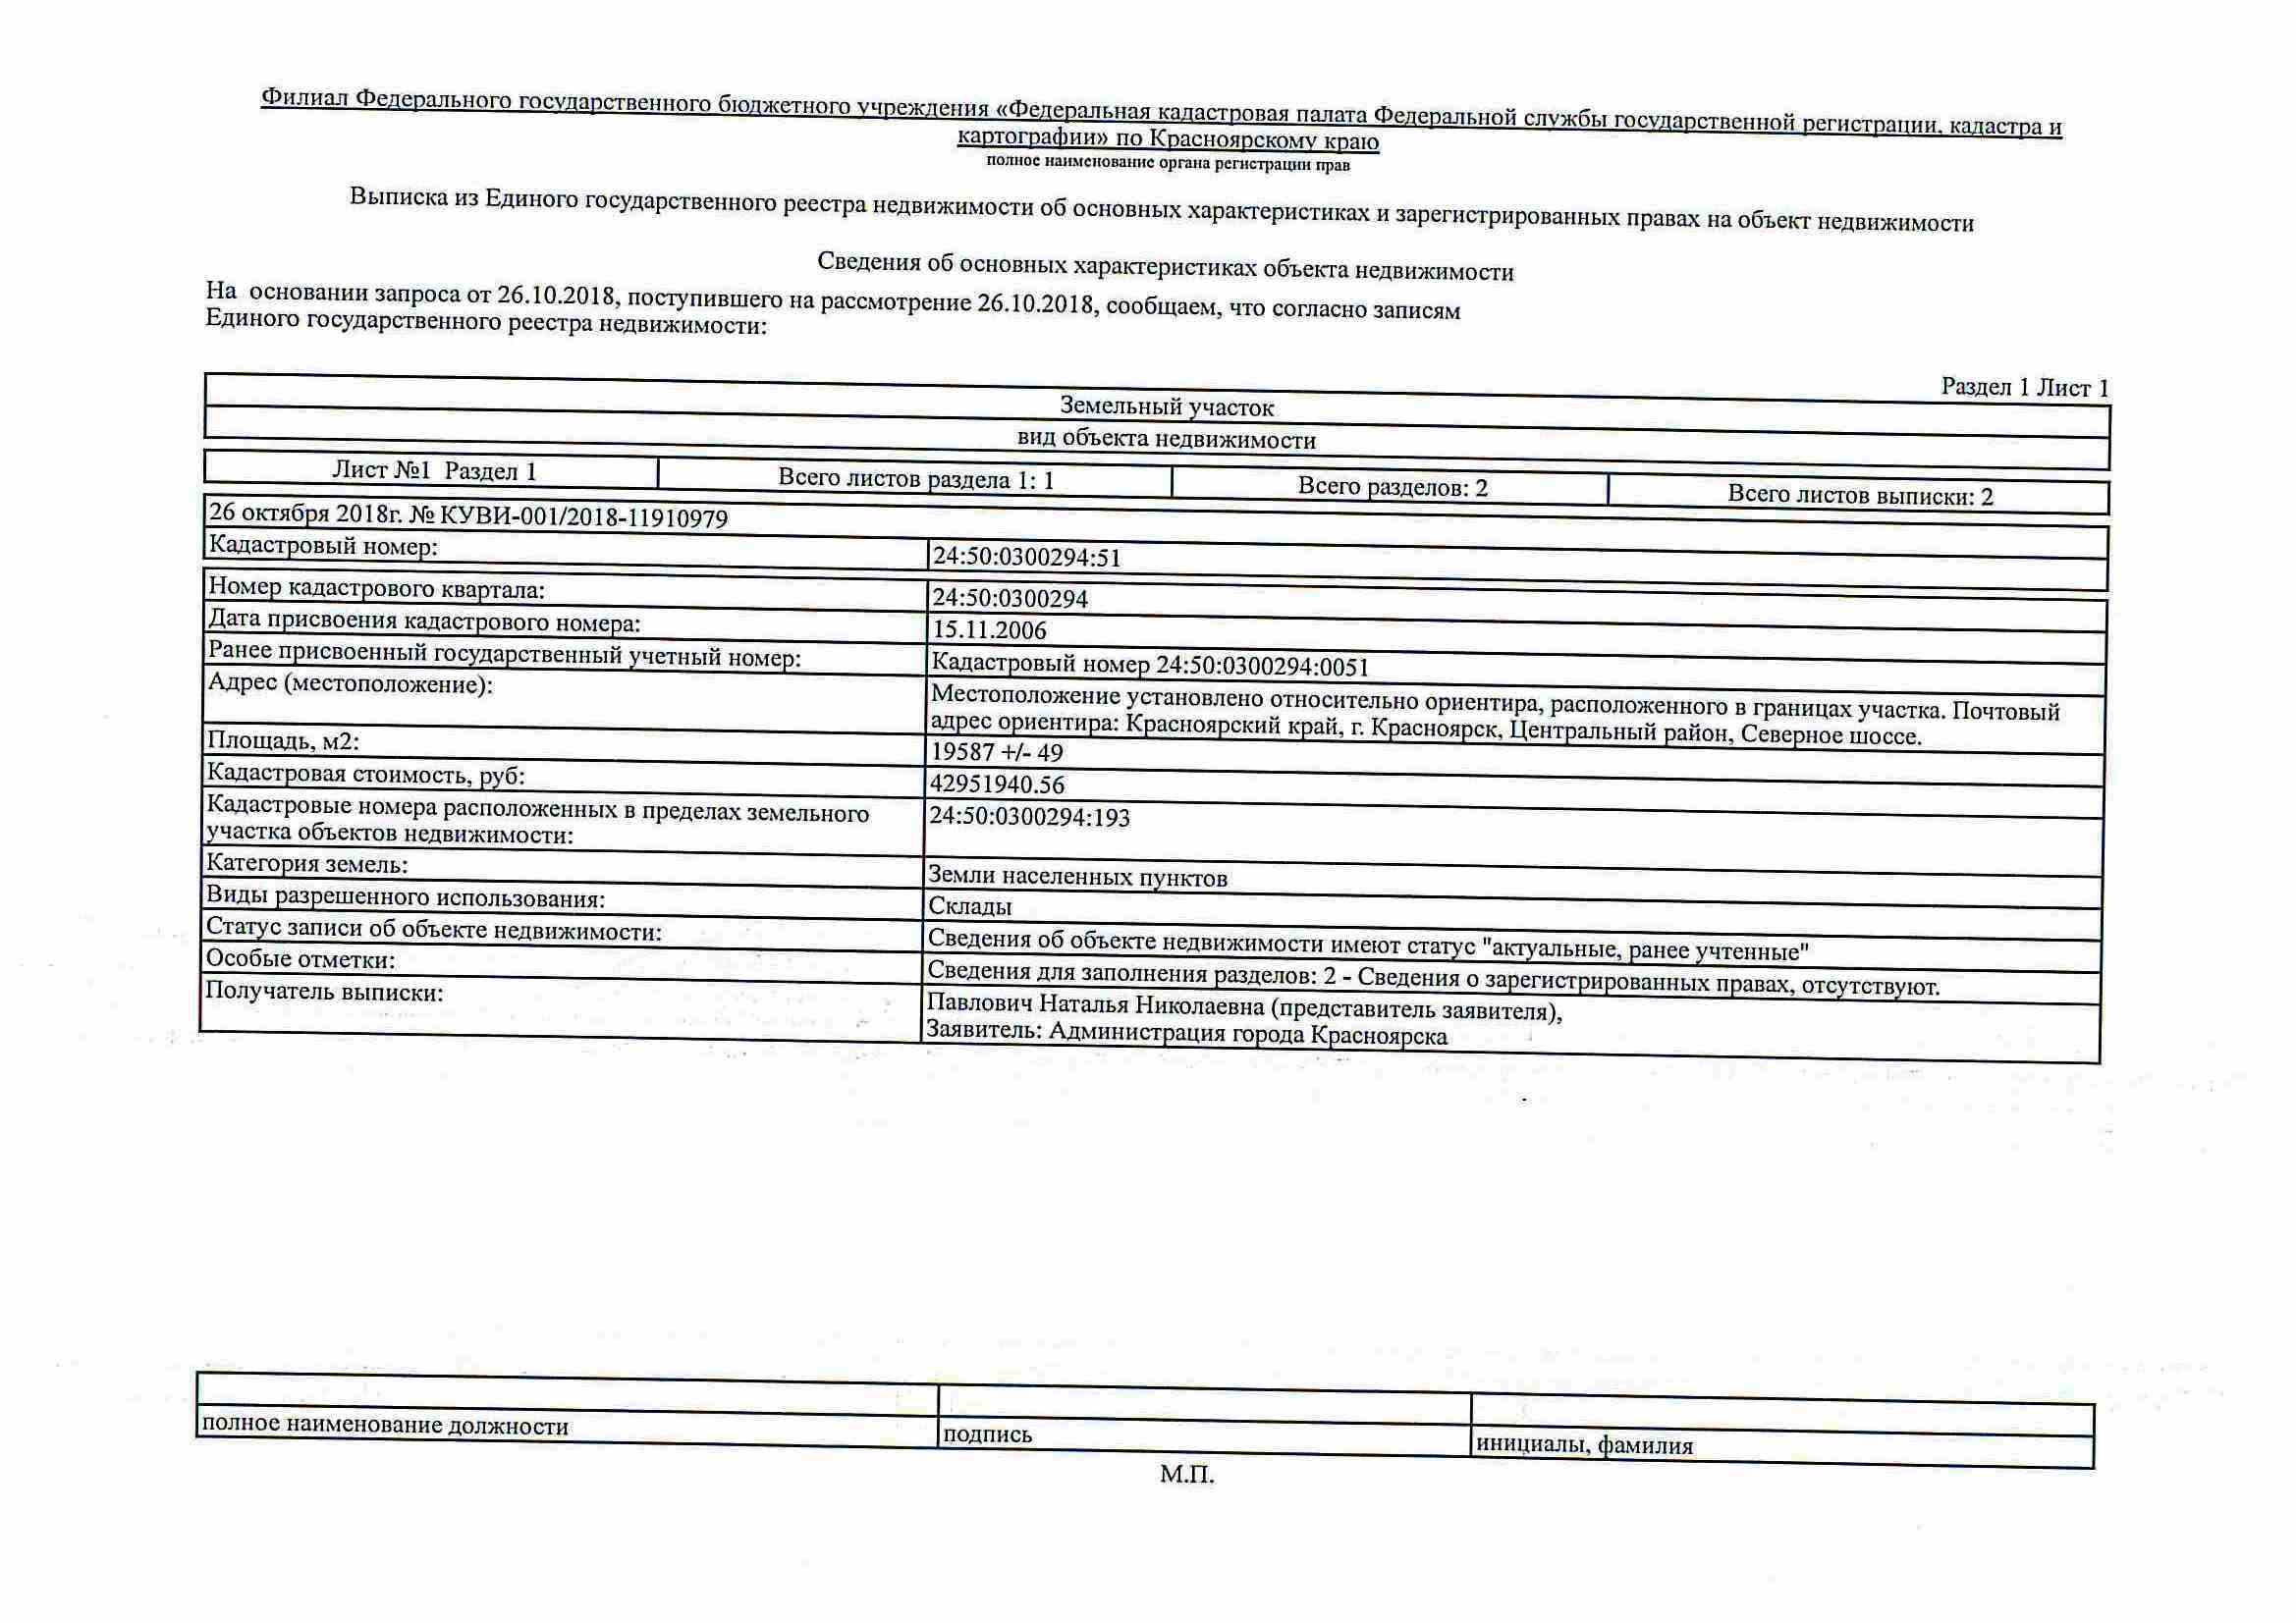 Филиал Федерального государственного бюджетного учреждения «Федеральная кадастровая палата Федеральной службы государственной регистрации, кадастра и
картографии» по Красноярскому краю
полное наименование органа регистрации прав
Выписка из Единого государственного реестра недвижимости об основных характеристиках и зарегистрированных правах на объект недвижимости
Сведения об основных характеристиках объекта недвижимости
На основании запроса от 26.10.2018, поступившего на рассмотрение 26.10.2018, сообщаем, что согласно записям
Единого государственного реестра недвижимости:
Раздел 1 Лист 1
Земельный участок
вид объекта недвижимости
Лист №1 Раздел 1 Всего листов раздела 1: 1 Всего разделов: 2 Всего листов выписки: 2
26 октября 2018г. № КУВИ-001/2018-11910979
Кадастровый номер: 24:50:0300294:51
Номер кадастрового квартала: 24:50:0300294
Дата присвоения кадастрового номера: 15.11.2006
Ранее присвоенный государственный учетный номер: Кадастровый номер 24:50:0300294:0051
Адрес (местоположение): Местоположение установлено относительно ориентира, расположенного в границах участка. Почтовый
адрес ориентира: Красноярский край, г. Красноярск, Центральный район, Северное шоссе.
Площадь, м2: 19587 +/- 49
Кадастровая стоимость, руб: 42951940.56
Кадастровые номера расположенных в пределах земельного 24:50:0300294:193
участка объектов недвижимости:
Категория земель: Земли населенных пунктов
Виды разрешенного использования: Склады
Статус записи об объекте недвижимости: Сведения об объекте недвижимости имеют статус "актуальные, ранее учтенные"
Особые отметки: Сведения для заполнения разделов: 2 - Сведения о зарегистрированных правах, отсутствуют.
Получатель выписки: Павлович Наталья Николаевна (представитель заявителя),
Заявитель: Администрация города Красноярска
полное наименование должности подпись инициалы, фамилия
М.П.